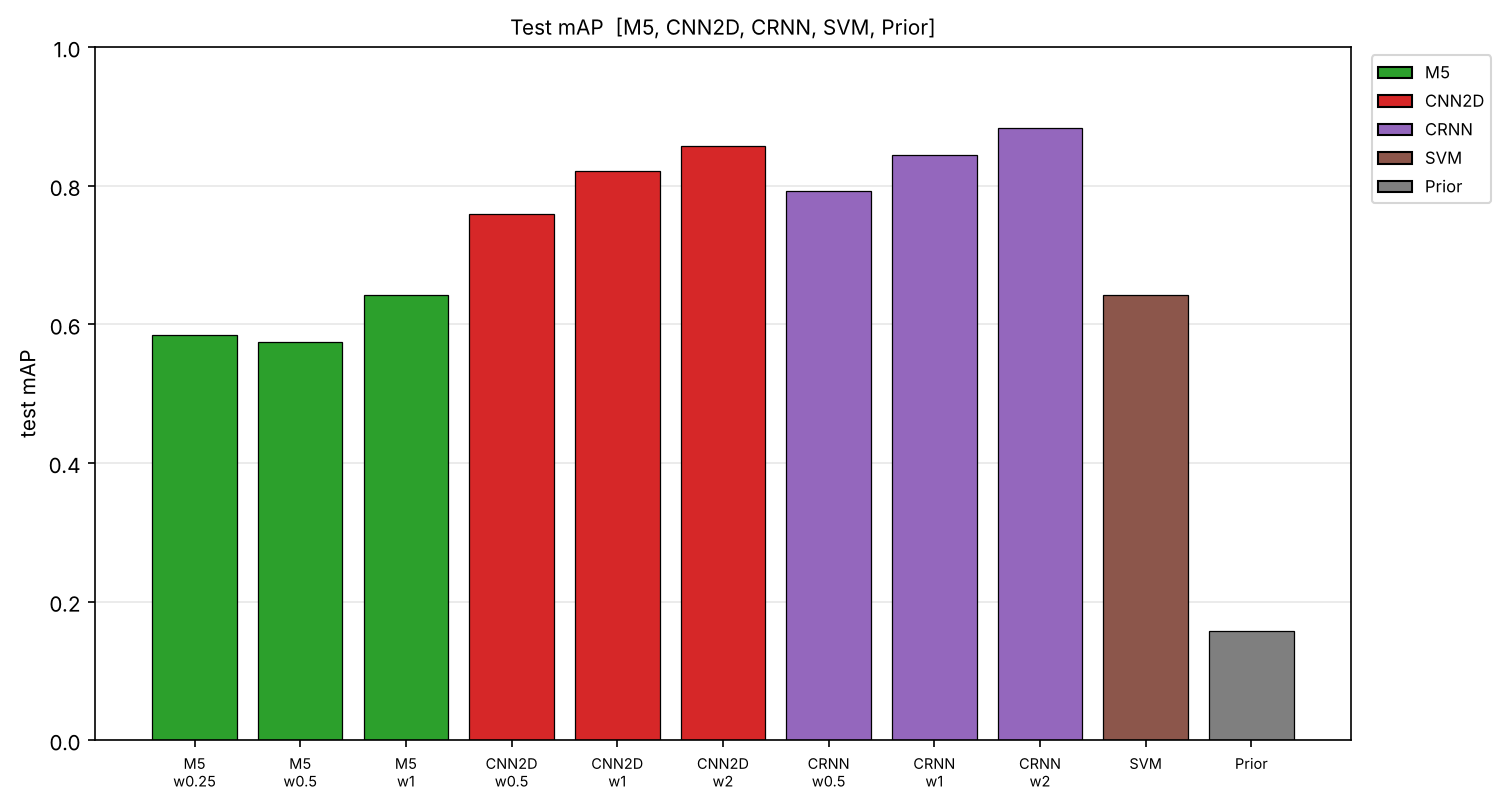 Test mAP  [M5, CNN2D, CRNN, SVM, Prior]
test mAP
1.0
0.8
0.6
0.4
0.2
0.0
M5
w0.25
M5
w0.5
M5
w1
CNN2D
w0.5
CNN2D
w1
CNN2D
w2
CRNN
w0.5
CRNN
w1
CRNN
w2
SVM
Prior
M5
CNN2D
CRNN
SVM
Prior